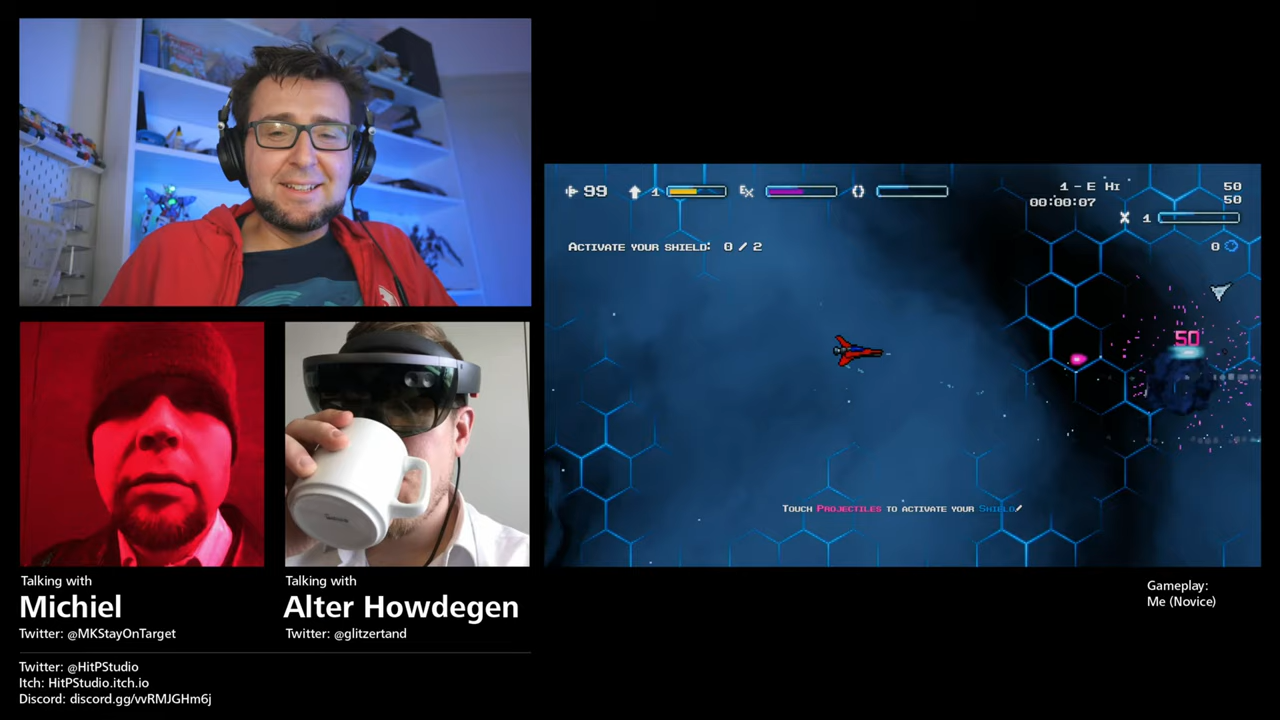 99
1
Ex
1 - E Hi 50
00:00:07 50
x 1
Activate your shield: 0 / 2
0
50
Touch Projectiles to activate your Shield
Talking with
Michiel
Twitter: @MKStayOnTarget
Talking with
Alter Howdegen
Twitter: @glitzertand
Gameplay:
Me (Novice)
Twitter: @HitPStudio
Itch: HitPStudio.itch.io
Discord: discord.gg/vvRMJGHm6j